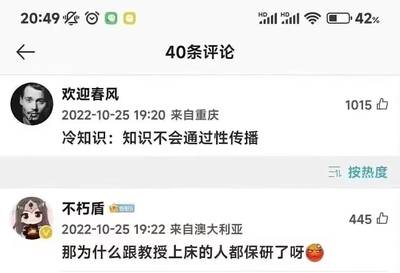 20:49 HD HD 42%
40条评论
欢迎春风
2022-10-25 19:20 来自重庆 1015
冷知识：知识不会通过性传播
按热度
不朽盾
2022-10-25 19:22 来自澳大利亚 445
那为什么跟教授上床的人都保研了呀